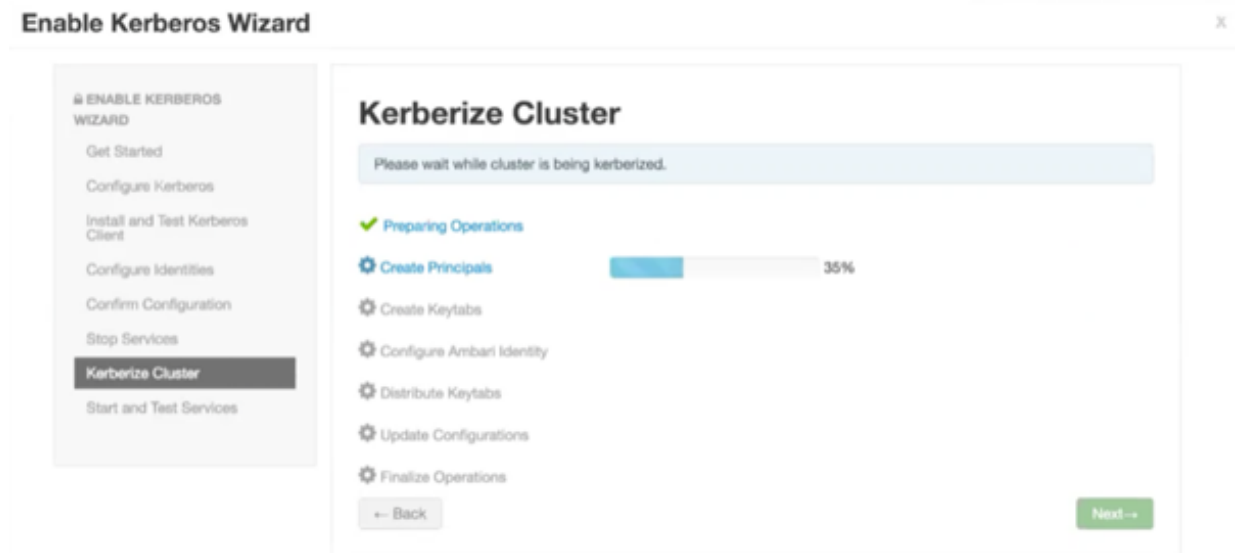 Enable Kerberos Wizard
x
ENABLE KERBEROS
WIZARD
Get Started
Configure Kerberos
Install and Test Kerberos
Client
Configure Identities
Confirm Configuration
Stop Services
Kerberize Cluster
Start and Test Services
Kerberize Cluster
Please wait while cluster is being kerberized.
Preparing Operations
Create Principals 35%
Create Keytabs
Configure Ambari Identity
Distribute Keytabs
Update Configurations
Finalize Operations
← Back
Next→